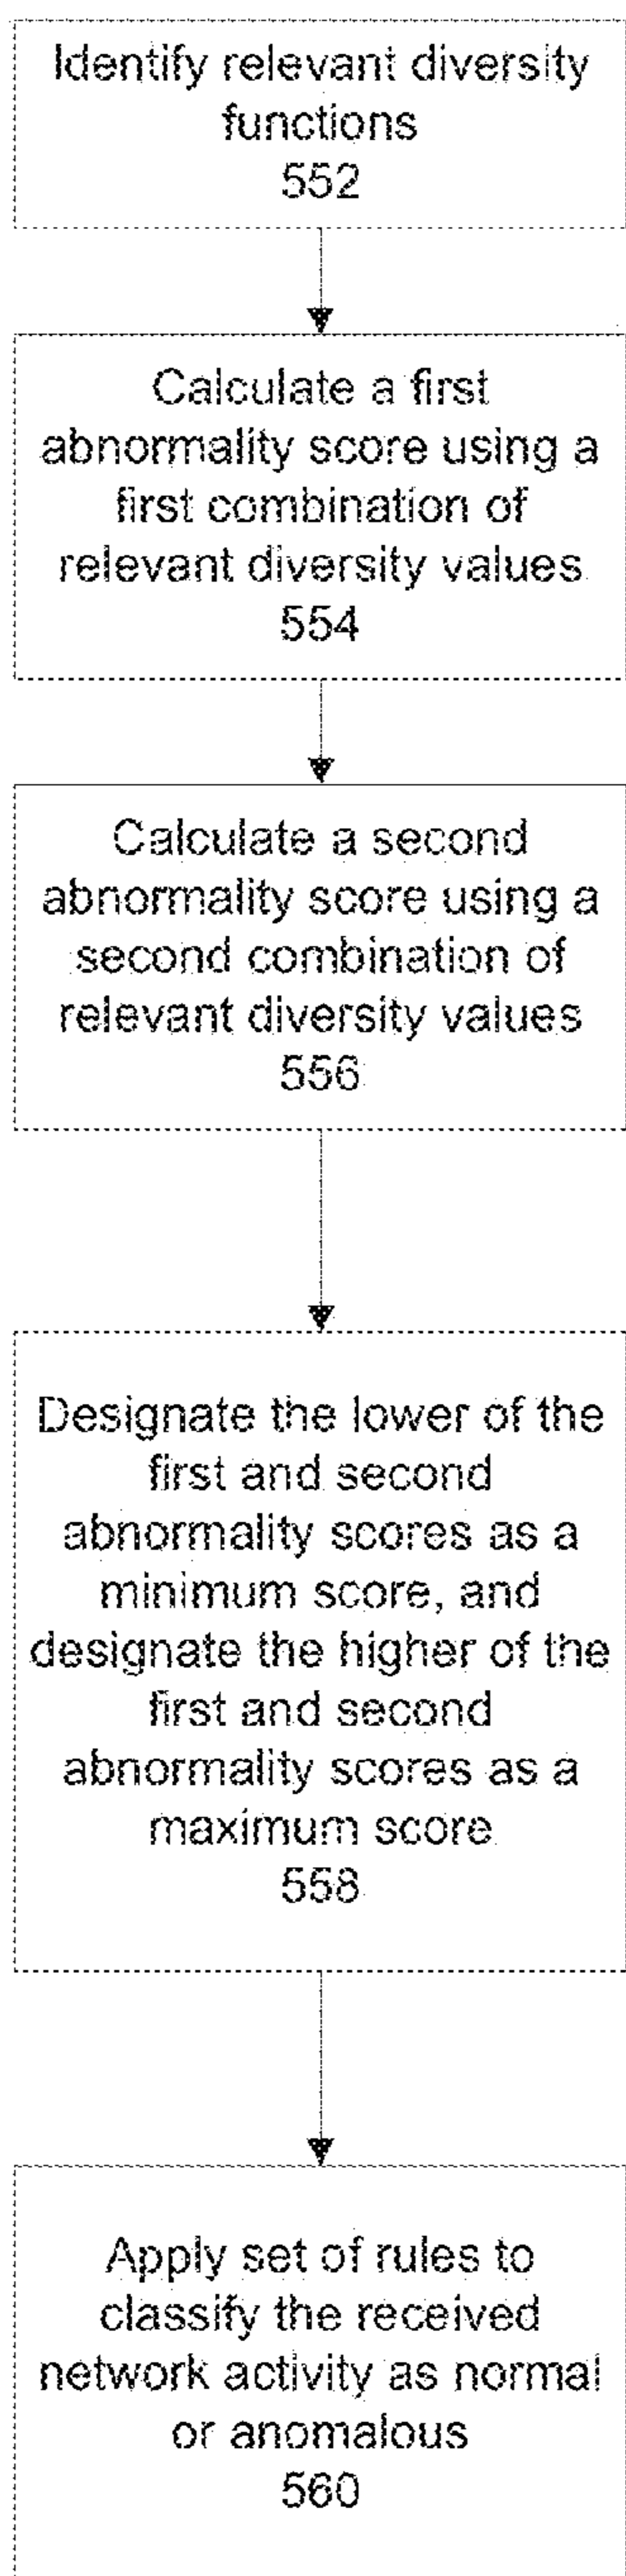 Identify relevant diversity
functions
552
Calculate a first
abnormality score using a
first combination of
relevant diversity values
554
Calculate a second
abnormality score using a
second combination of
relevant diversity values
556
Designate the lower of the
first and second
abnormality scores as a
minimum score, and
designate the higher of the
first and second
abnormality scores as a
maximum score
558
Apply set of rules to
classify the received
network activity as normal
or anomalous
560